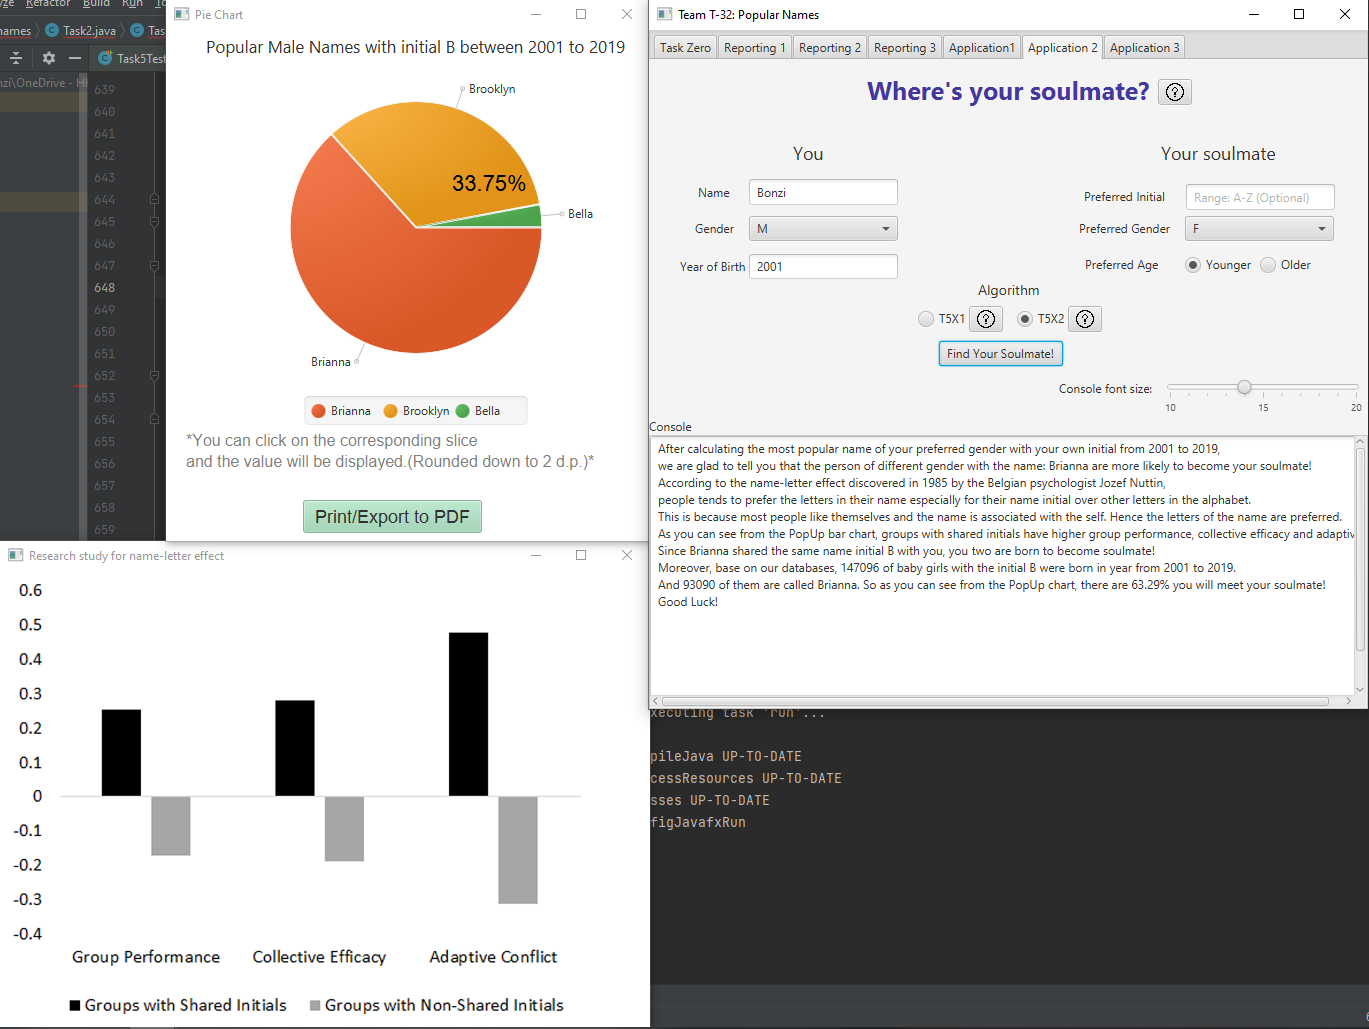 yze Refactor Build Run To
names Task2.java Tas
Task5Test
nzi\OneDrive - H
639
640
641
642
643
644
645
646
647
648
649
650
651
652
653
654
655
656
657
658
659
Pie Chart
Popular Male Names with initial B between 2001 to 2019
Brooklyn
33.75%
Bella
Brianna
Brianna Brooklyn Bella
*You can click on the corresponding slice
and the value will be displayed.(Rounded down to 2 d.p.)*
Print/Export to PDF
Team T-32: Popular Names
Task Zero Reporting 1 Reporting 2 Reporting 3 Application1 Application 2 Application 3
Where's your soulmate? ?
You
Your soulmate
Name Bonzi
Preferred Initial Range: A-Z (Optional)
Gender M
Preferred Gender F
Year of Birth 2001
Preferred Age Younger Older
Algorithm
T5X1 ? T5X2 ?
Find Your Soulmate!
Console font size:
10 15 20
Console
After calculating the most popular name of your preferred gender with your own initial from 2001 to 2019,
we are glad to tell you that the person of different gender with the name: Brianna are more likely to become your soulmate!
According to the name-letter effect discovered in 1985 by the Belgian psychologist Jozef Nuttin,
people tends to prefer the letters in their name especially for their name initial over other letters in the alphabet.
This is because most people like themselves and the name is associated with the self. Hence the letters of the name are preferred.
As you can see from the PopUp bar chart, groups with shared initials have higher group performance, collective efficacy and adaptiv
Since Brianna shared the same name initial B with you, you two are born to become soulmate!
Moreover, base on our databases, 147096 of baby girls with the initial B were born in year from 2001 to 2019.
And 93090 of them are called Brianna. So as you can see from the PopUp chart, there are 63.29% you will meet your soulmate!
Good Luck!
xecuting task 'run'...
pileJava UP-TO-DATE
cessResources UP-TO-DATE
sses UP-TO-DATE
figJavafxRun
Research study for name-letter effect
0.6
0.5
0.4
0.3
0.2
0.1
0
-0.1
-0.2
-0.3
-0.4
Group Performance Collective Efficacy Adaptive Conflict
Groups with Shared Initials Groups with Non-Shared Initials